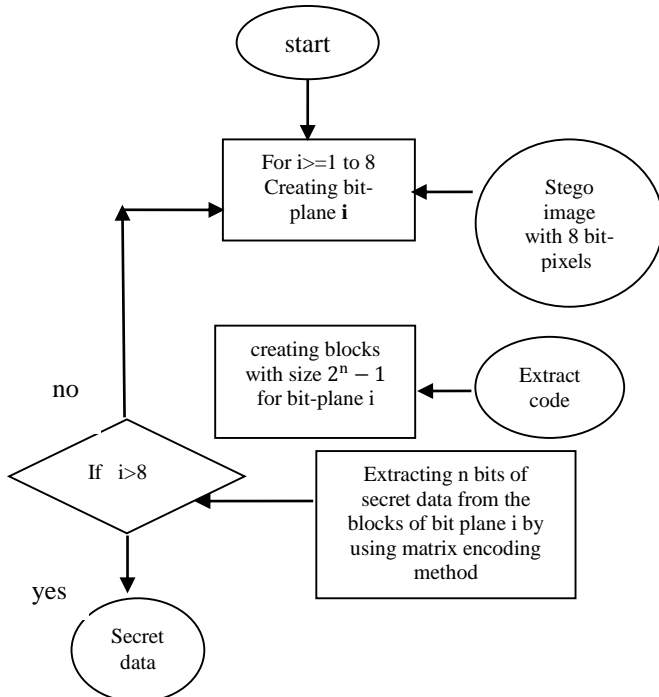 start
For i>=1 to 8
Creating bit-
plane i
Stego
image
with 8 bit-
pixels
creating blocks
with size 2ⁿ − 1
for bit-plane i
Extract
code
no
If i>8
Extracting n bits of
secret data from the
blocks of bit plane i by
using matrix encoding
method
yes
Secret
data